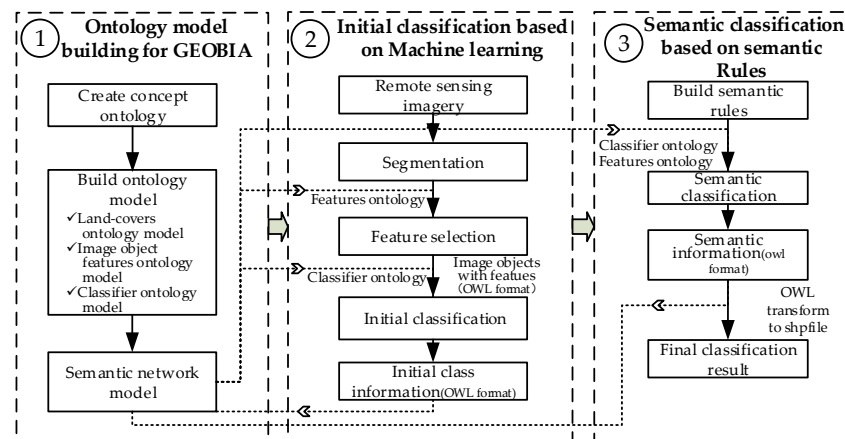 1
Ontology model
building for GEOBIA
Create concept
ontology
Build ontology
model
✓Land-covers
ontology model
✓Image object
features ontology
model
✓Classifier ontology
model
Semantic network
model
2
Initial classification based
on Machine learning
Remote sensing
imagery
Segmentation
Features ontology
Feature selection
Classifier ontology
Image objects
with featues
(OWL format)
Initial classification
Initial class
information(OWL format)
3
Semantic classification
based on semantic
Rules
Build semantic
rules
Classifier ontology
Features ontology
Semantic
classification
Semantic
information(owl
format)
OWL
transform
to shpfile
Final classification
result